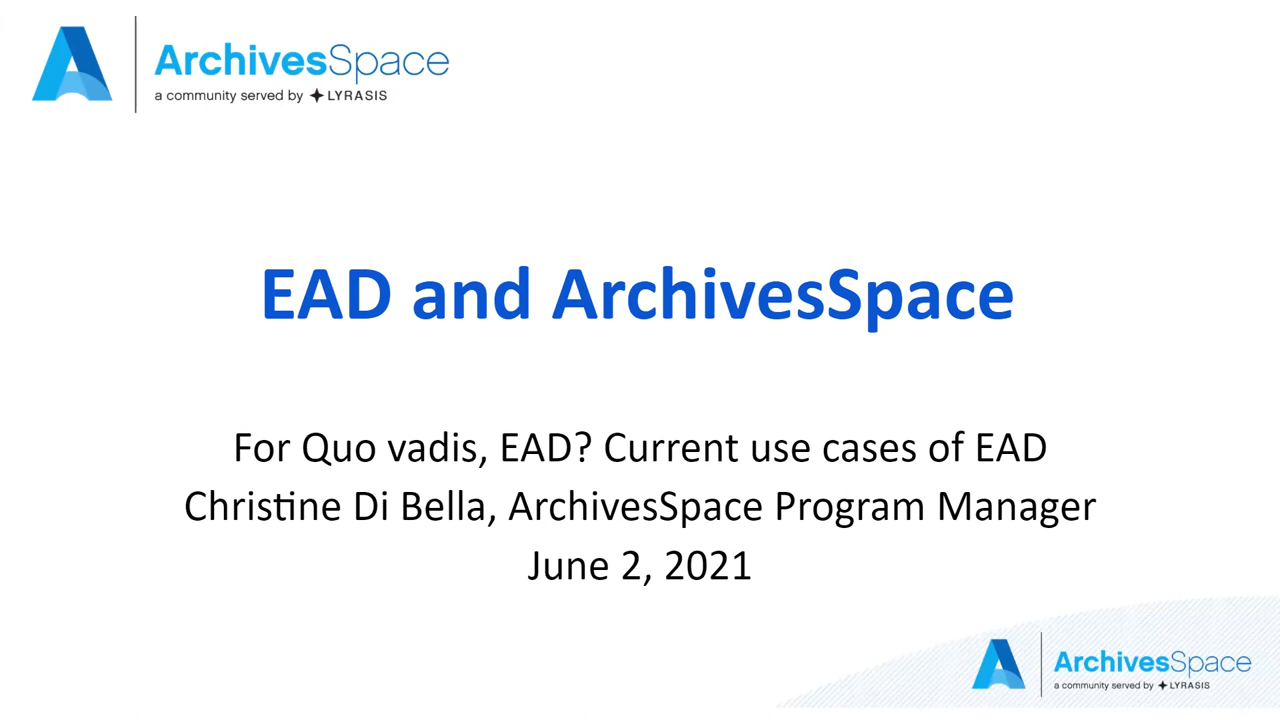 ArchivesSpace
a community served by LYRASIS
EAD and ArchivesSpace
For Quo vadis, EAD? Current use cases of EAD
Christine Di Bella, ArchivesSpace Program Manager
June 2, 2021
ArchivesSpace
a community served by LYRASIS